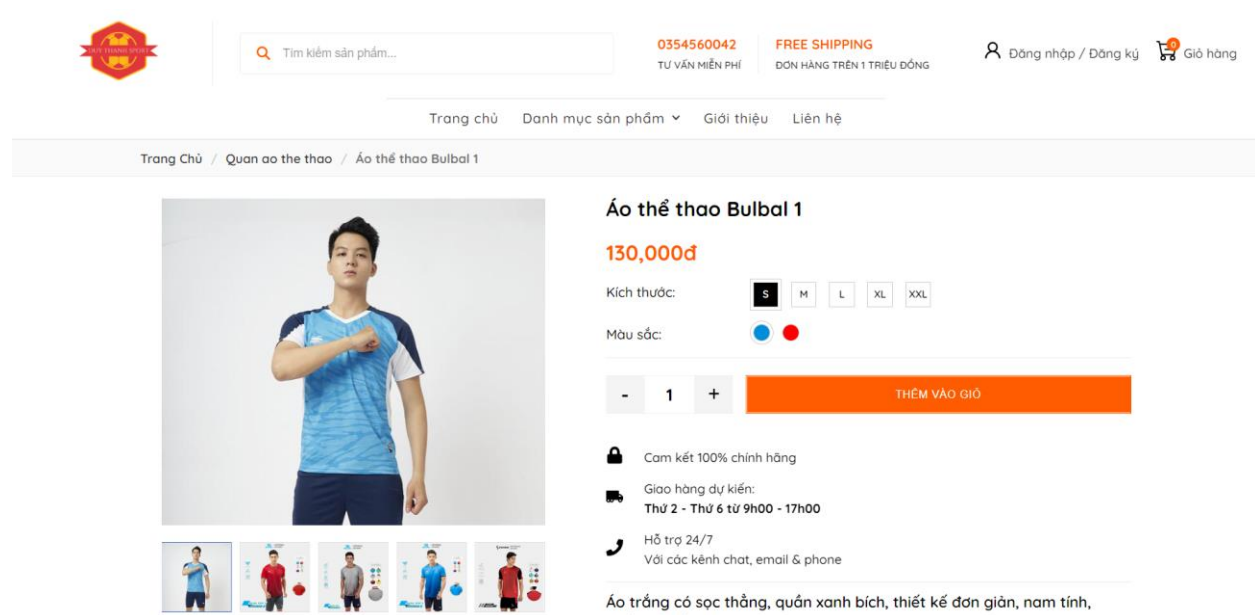 DUY THANH SPORT
Tìm kiếm sản phẩm...
0354560042
TƯ VẤN MIỄN PHÍ
FREE SHIPPING
ĐƠN HÀNG TRÊN 1 TRIỆU ĐỒNG
Đăng nhập / Đăng ký
0
Giỏ hàng
Trang chủ Danh mục sản phẩm Giới thiệu Liên hệ
Trang Chủ / Quan ao the thao / Áo thể thao Bulbal 1
Áo thể thao Bulbal 1
130,000đ
Kích thước: S M L XL XXL
Màu sắc:
- 1 + THÊM VÀO GIỎ
Cam kết 100% chính hãng
Giao hàng dự kiến:
Thứ 2 - Thứ 6 từ 9h00 - 17h00
Hỗ trợ 24/7
Với các kênh chat, email & phone
Áo trắng có sọc thẳng, quần xanh bích, thiết kế đơn giản, nam tính,